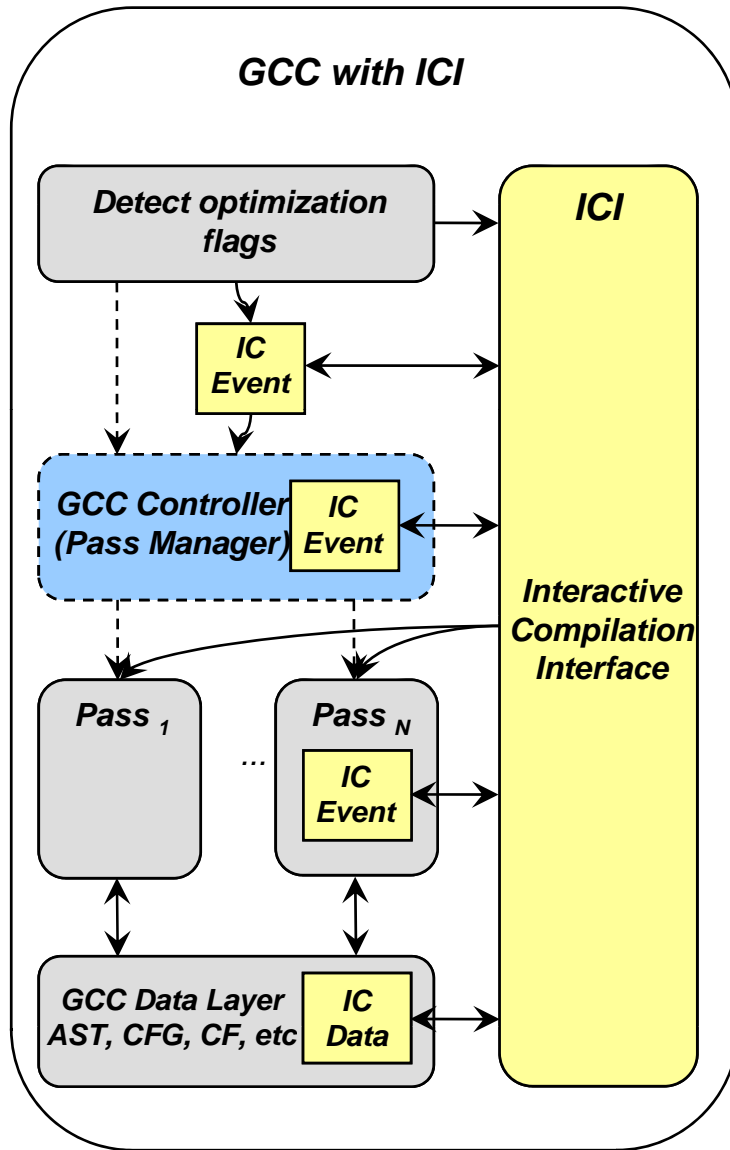 GCC with ICI
Detect optimization
flags
ICI
IC
Event
GCC Controller
(Pass Manager)
IC
Event
Interactive
Compilation
Interface
Pass 1
...
Pass N
IC
Event
GCC Data Layer
AST, CFG, CF, etc
IC
Data